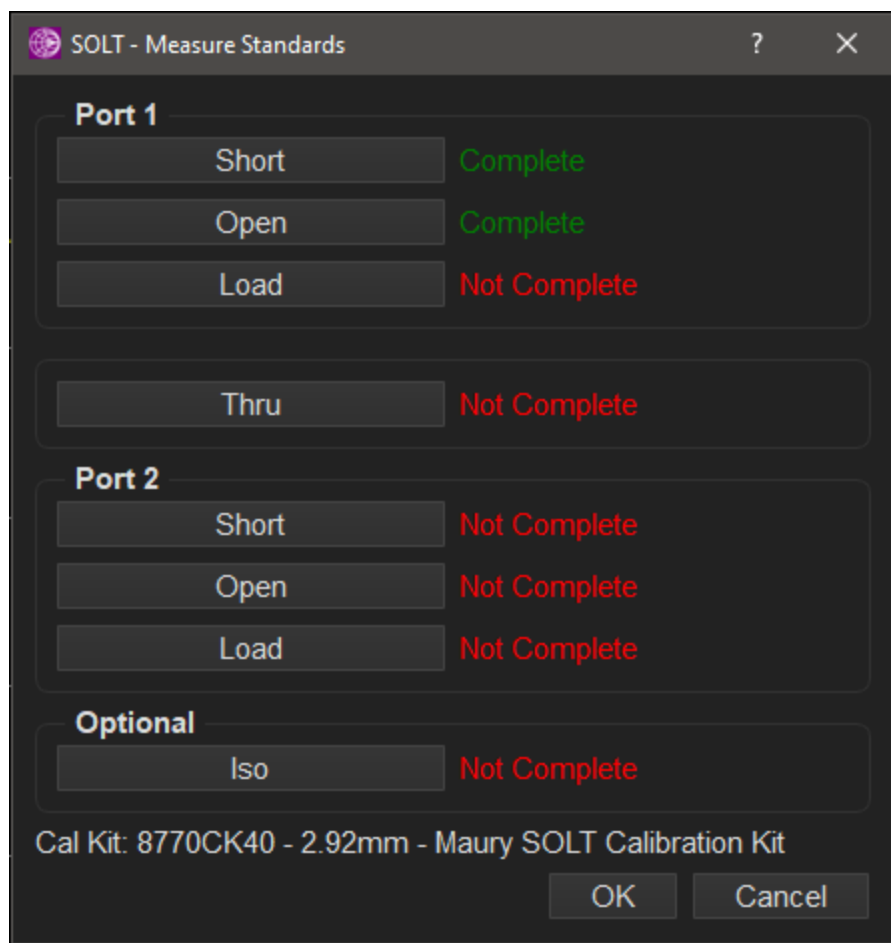 SOLT - Measure Standards ?
Port 1
Short Complete
Open Complete
Load Not Complete
Thru Not Complete
Port 2
Short Not Complete
Open Not Complete
Load Not Complete
Optional
Iso Not Complete
Cal Kit: 8770CK40 - 2.92mm - Maury SOLT Calibration Kit
OK Cancel